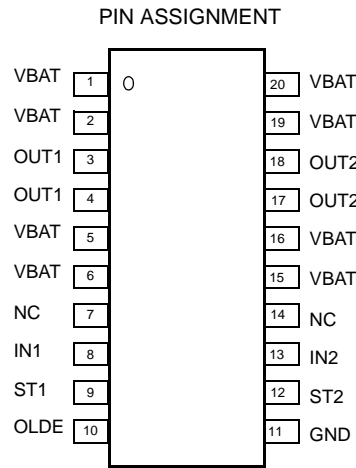 PIN ASSIGNMENT
VBAT 1 20 VBAT
VBAT 2 19 VBAT
OUT1 3 18 OUT2
OUT1 4 17 OUT2
VBAT 5 16 VBAT
VBAT 6 15 VBAT
NC 7 14 NC
IN1 8 13 IN2
ST1 9 12 ST2
OLDE 10 11 GND